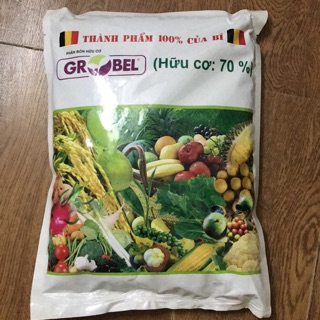 THÀNH PHẨM 100% CỦA BỈ
PHÂN BÓN HỮU CƠ
GROBEL
(Hữu cơ: 70 %)